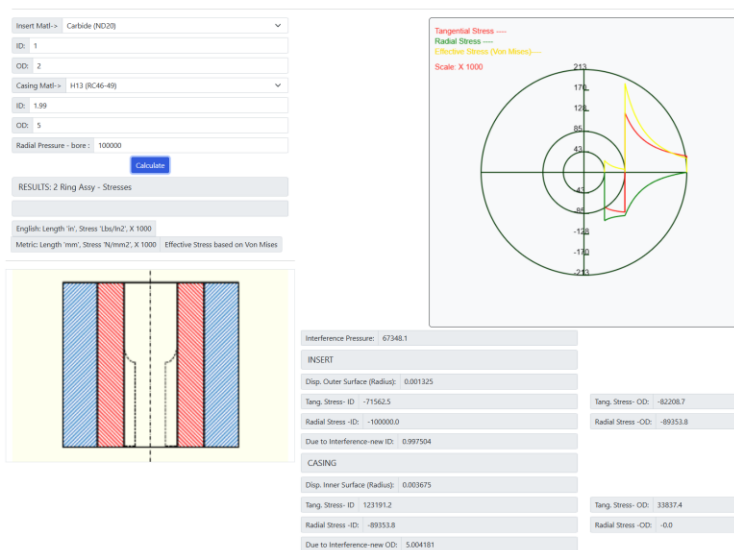 Insert Matl-> Carbide (ND20)
ID: 1
OD: 2
Casing Matl-> H13 (RC46-49)
ID: 1.99
OD: 5
Radial Pressure - bore : 100000
Calculate
RESULTS: 2 Ring Assy - Stresses
English: Length 'in', Stress 'Lbs/In2', X 1000
Metric: Length 'mm', Stress 'N/mm2', X 1000 Effective Stress based on Von Mises
Tangential Stress ----
Radial Stress ----
Effective Stress (Von Mises)----
Scale: X 1000
213
170
128
85
43
-43
-85
-128
-170
-213
Interference Pressure: 67348.1
INSERT
Disp. Outer Surface (Radius): 0.001325
Tang. Stress- ID -71562.5 Tang. Stress- OD: -82208.7
Radial Stress -ID: -100000.0 Radial Stress -OD: -89353.8
Due to Interference-new ID: 0.997504
CASING
Disp. Inner Surface (Radius): 0.003675
Tang. Stress- ID 123191.2 Tang. Stress- OD: 33837.4
Radial Stress -ID: -89353.8 Radial Stress -OD: -0.0
Due to Interference-new OD: 5.004181